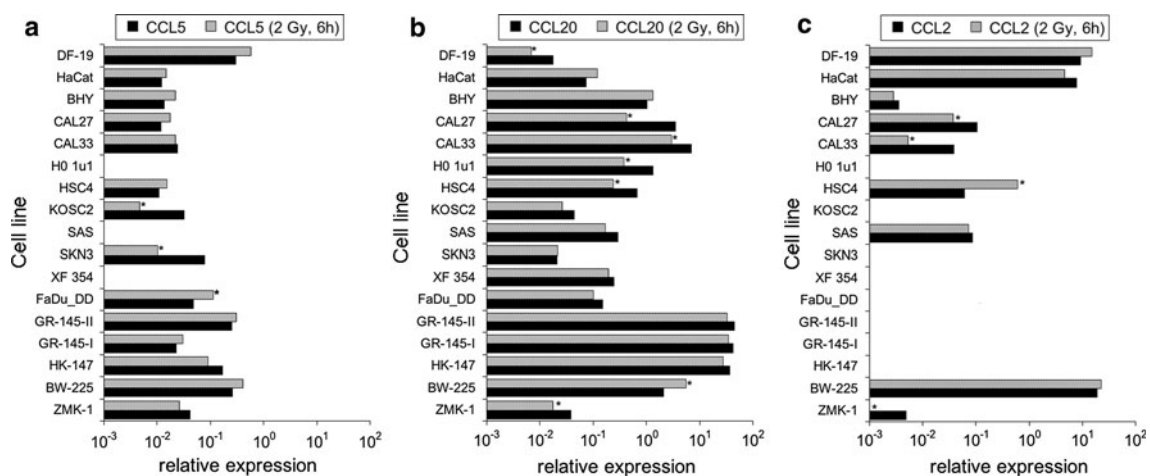 a
CCL5 CCL5 (2 Gy, 6h)
Cell line
DF-19 *
HaCat
BHY
CAL27
CAL33
H0 1u1
HSC4
KOSC2 *
SAS
SKN3 *
XF 354
FaDu_DD *
GR-145-II
GR-145-I
HK-147
BW-225
ZMK-1
10-3 10-2 10-1 100 101 102
relative expression
b
CCL20 CCL20 (2 Gy, 6h)
Cell line
DF-19 *
HaCat
BHY
CAL27 *
CAL33 *
H0 1u1 *
HSC4 *
KOSC2
SAS
SKN3
XF 354
FaDu_DD
GR-145-II
GR-145-I
HK-147
BW-225 *
ZMK-1 *
10-3 10-2 10-1 100 101 102
relative expression
c
CCL2 CCL2 (2 Gy, 6h)
Cell line
DF-19
HaCat
BHY
CAL27 *
CAL33 *
H0 1u1
HSC4 *
KOSC2
SAS
SKN3
XF 354
FaDu_DD
GR-145-II
GR-145-I
HK-147
BW-225
ZMK-1 *
10-3 10-2 10-1 100 101 102
relative expression